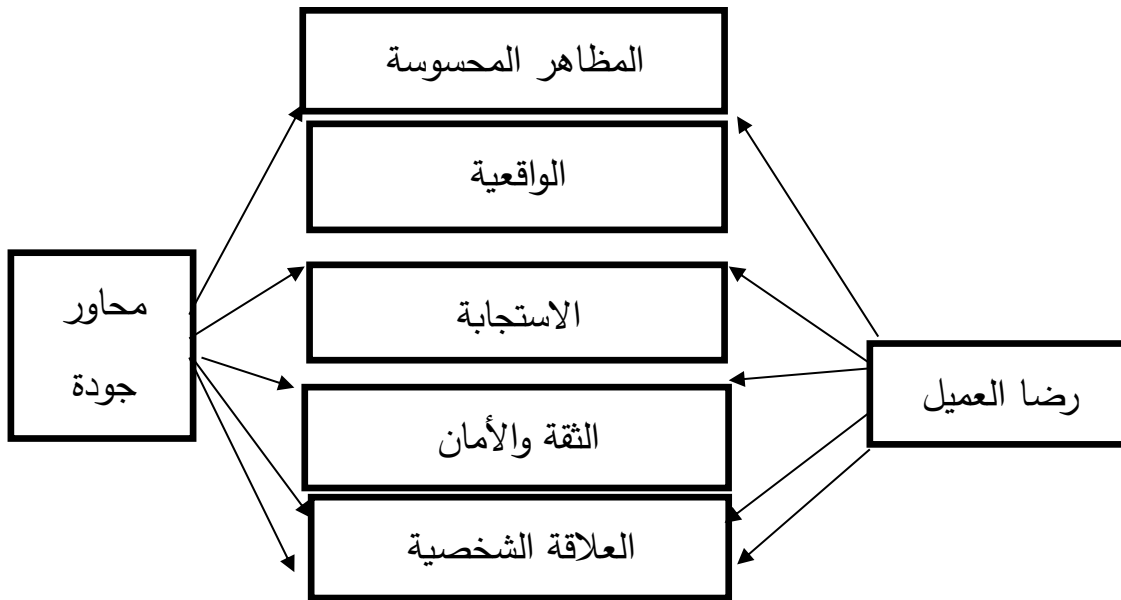 المظاهر المحسوسة
الواقعية
الاستجابة
الثقة والأمان
العلاقة الشخصية
محاور
جودة
رضا العميل